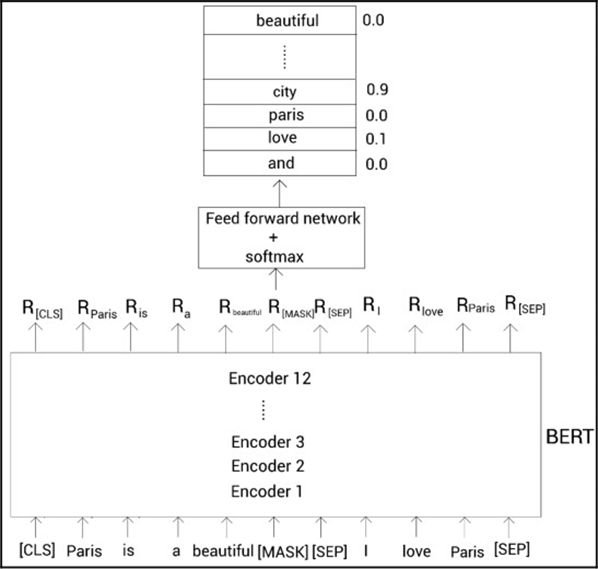 beautiful 0.0
city 0.9
paris 0.0
love 0.1
and 0.0
Feed forward network
+
softmax
R[CLS] RParis Ris Ra Rbeautiful R[MASK] R[SEP] RI Rlove RParis R[SEP]
Encoder 12
Encoder 3
BERT
Encoder 2
Encoder 1
[CLS] Paris is a beautiful [MASK] [SEP] I love Paris [SEP]